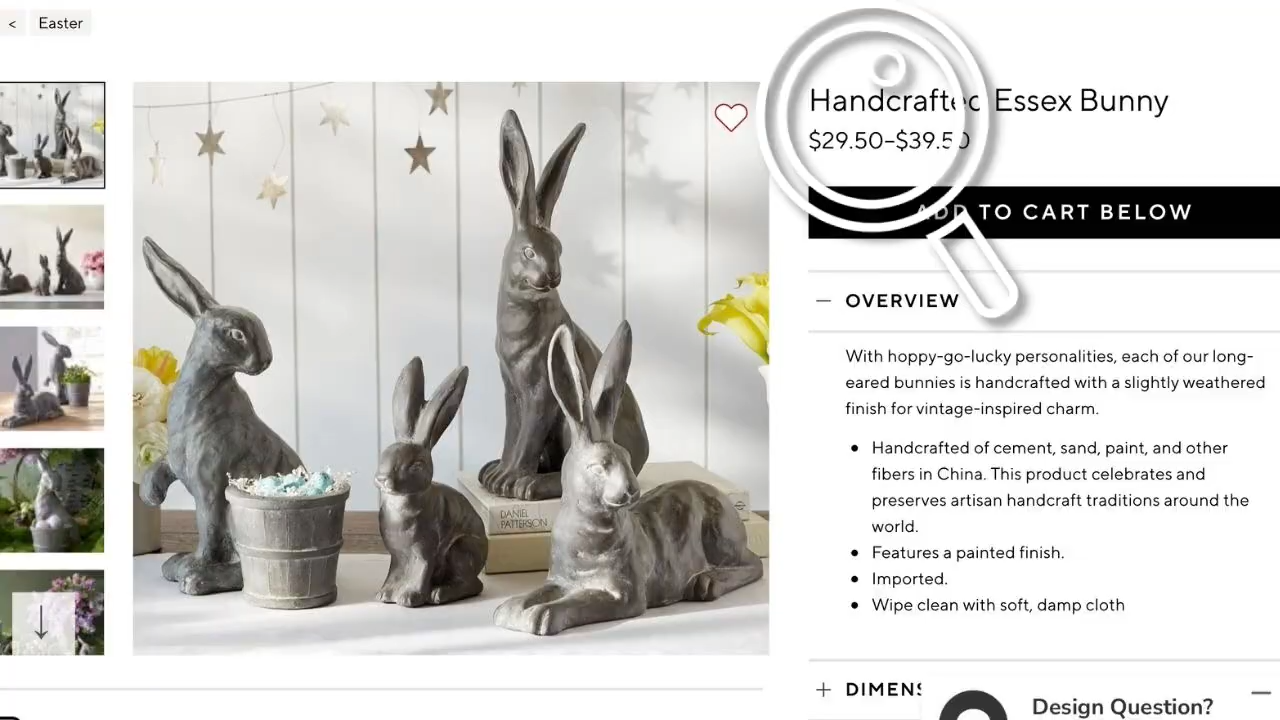 <
Easter
Handcrafted Essex Bunny
$29.50–$39.50
ADD TO CART BELOW
— OVERVIEW
With hoppy-go-lucky personalities, each of our long-
eared bunnies is handcrafted with a slightly weathered
finish for vintage-inspired charm.
• Handcrafted of cement, sand, paint, and other
fibers in China. This product celebrates and
preserves artisan handcraft traditions around the
world.
• Features a painted finish.
• Imported.
• Wipe clean with soft, damp cloth
+ DIMENS
Design Question?
DANIEL
PATTERSON